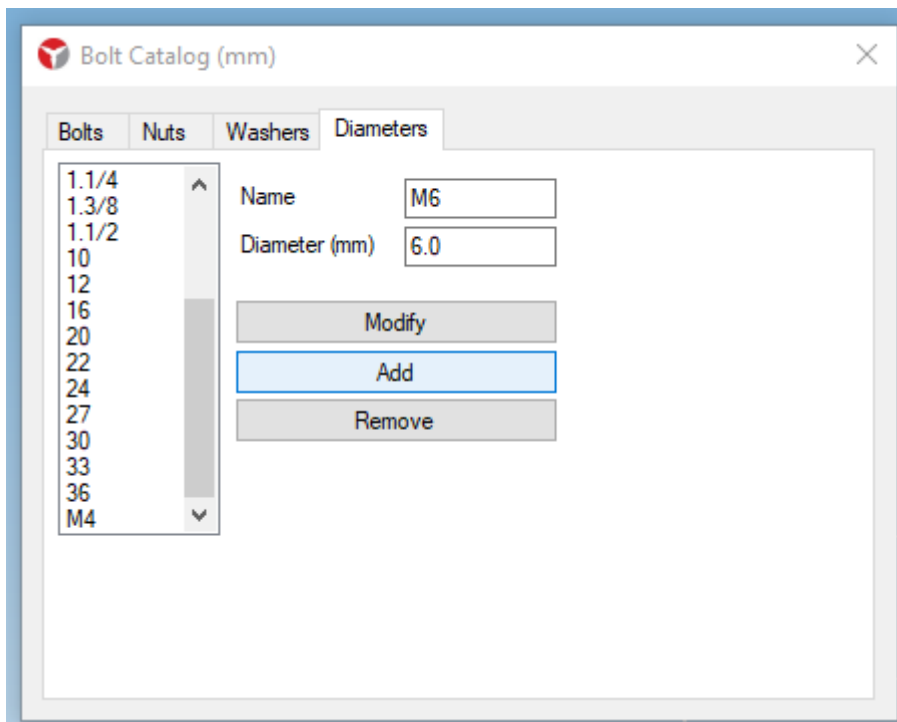 Bolt Catalog (mm)
Bolts Nuts Washers Diameters
1.1/4
1.3/8
1.1/2
10
12
16
20
22
24
27
30
33
36
M4
Name M6
Diameter (mm) 6.0
Modify
Add
Remove